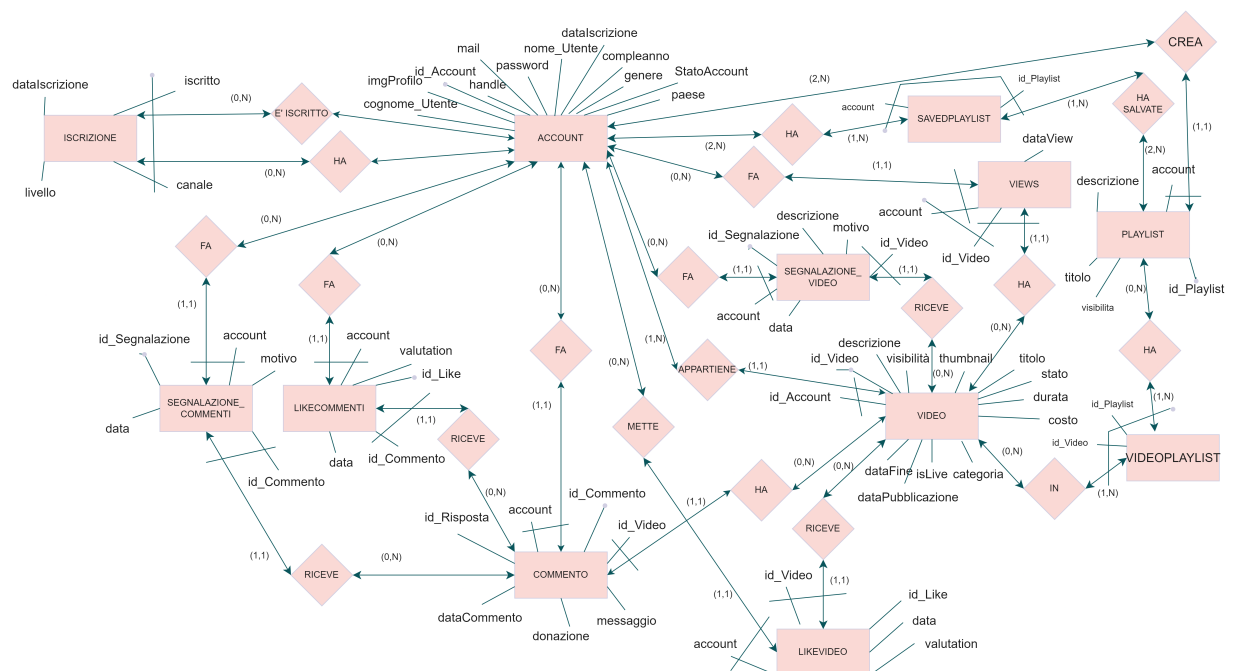 CREA
dataIscrizione
mail
nome_Utente
compleanno
password
id_Account
genere
StatoAccount
imgProfilo
handle
paese
cognome_Utente
(2,N)
id_Playlist
iscritto
dataIscrizione
(0,N)
E' ISCRITTO
ISCRIZIONE
ACCOUNT
HA
(2,N)
(1,N)
account
SAVEDPLAYLIST
(1,N)
HA
SALVATE
(1,1)
(2,N)
HA
(0,N)
livello
canale
FA
(0,N)
(1,1)
dataView
VIEWS
account
id_Video
(1,1)
descrizione
account
PLAYLIST
titolo
visibilita
id_Playlist
(0,N)
FA
(0,N)
(1,1)
(0,N)
FA
(1,1)
(0,N)
FA
(1,1)
(0,N)
FA
(1,1)
descrizione
motivo
id_Segnalazione
id_Video
SEGNALAZIONE_
VIDEO
account
data
(1,1)
RICEVE
(0,N)
HA
(0,N)
HA
(1,N)
id_Segnalazione
account
motivo
SEGNALAZIONE_
COMMENTI
data
id_Commento
account
valutation
id_Like
LIKECOMMENTI
data
id_Commento
(1,1)
RICEVE
(0,N)
(1,N)
APPARTIENE
(1,1)
(0,N)
METTE
(1,1)
descrizione
id_Video
visibilità
thumbnail
titolo
stato
durata
costo
id_Account
VIDEO
dataFine
isLive
categoria
dataPubblicazione
(0,N)
IN
(1,N)
id_Playlist
id_Video
VIDEOPLAYLIST
(0,N)
HA
(1,1)
(0,N)
RICEVE
(1,1)
(1,1)
RICEVE
(0,N)
id_Commento
account
id_Risposta
id_Video
COMMENTO
dataCommento
donazione
messaggio
id_Video
id_Like
data
valutation
account
LIKEVIDEO